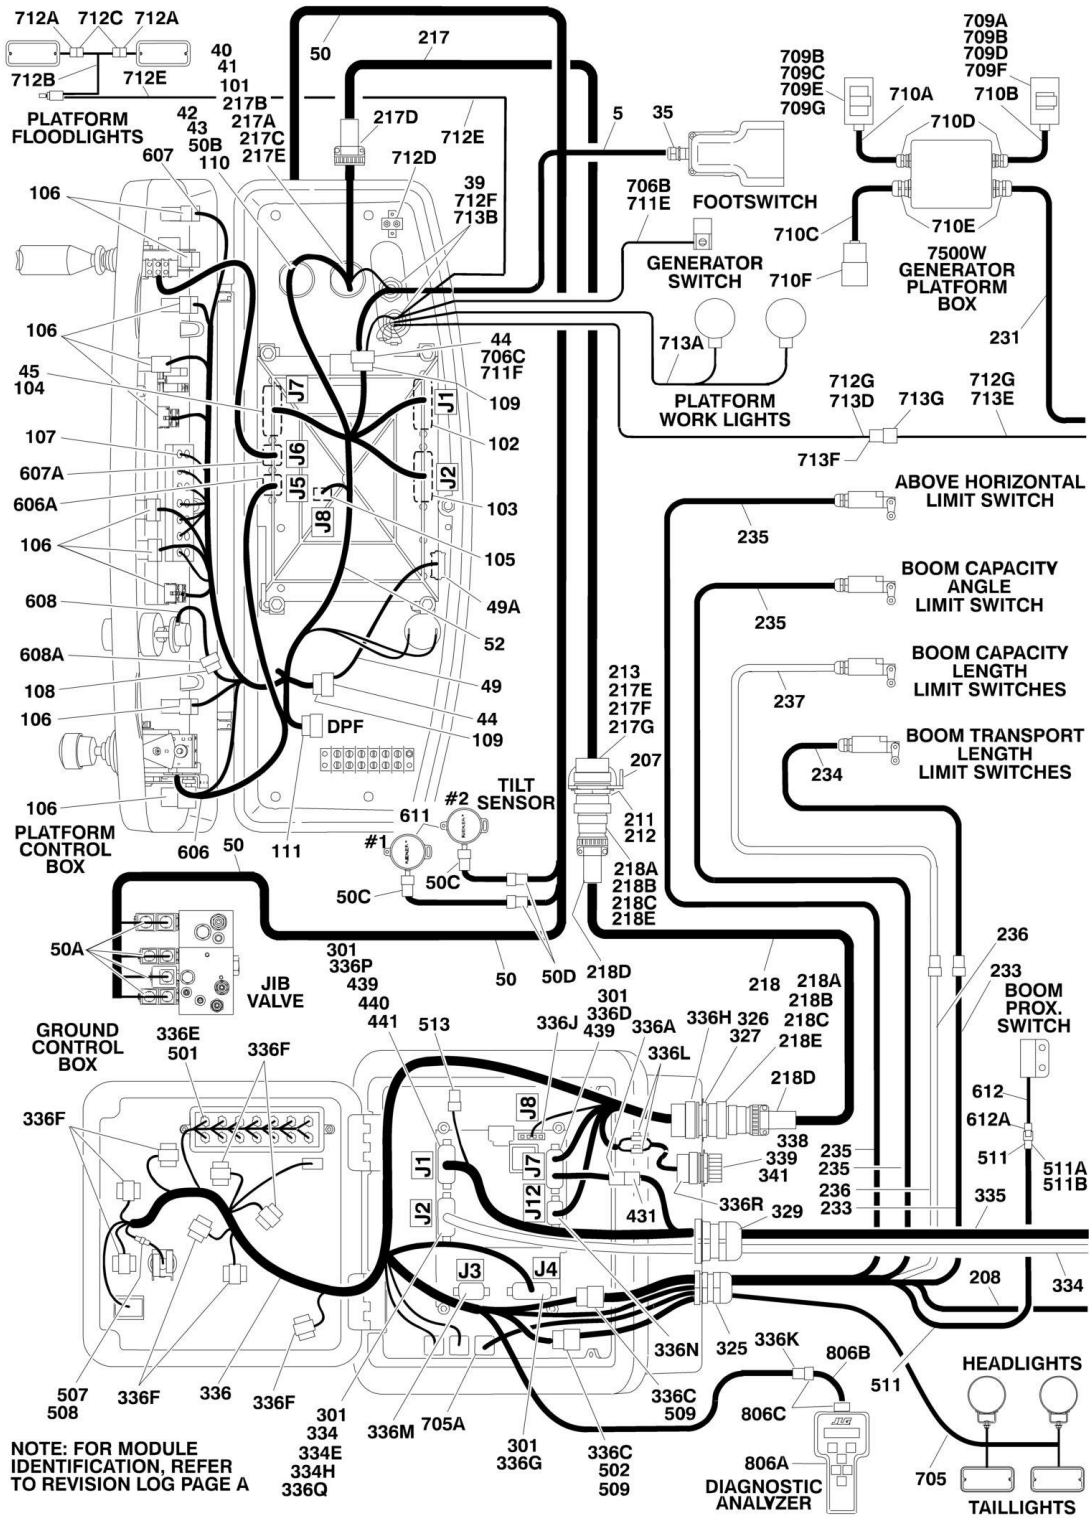 712A 712C 712A
712B 712E
PLATFORM
FLOODLIGHTS
40
41
101
217B
217A
217C
217E
42
43
50B
110
607
50
217
217D
712D
712E
39
712F
713B
5
35
FOOTSWITCH
706B
711E
GENERATOR
SWITCH
709B
709C
709E
709G
710A
710D
709A
709B
709D
709F
710B
710C
710E
710F
7500W
GENERATOR
PLATFORM
BOX
231
713A
PLATFORM
WORK LIGHTS
712G
713D
713G
712G
713E
713F
106
106
45
104
107
607A
606A
106
608
608A
108
106
106
PLATFORM
CONTROL
BOX
606
50
111
J7
J6
J5
J8
J1
J2
44
706C
711F
109
102
103
105
49A
52
49
44
109
DPF
#1
#2
611
TILT
SENSOR
50C
50C
50D
50
213
217E
217F
217G
207
211
212
218A
218B
218C
218E
218D
218
ABOVE HORIZONTAL
LIMIT SWITCH
235
BOOM CAPACITY
ANGLE
LIMIT SWITCH
235
BOOM CAPACITY
LENGTH
LIMIT SWITCHES
237
BOOM TRANSPORT
LENGTH
LIMIT SWITCHES
234
236
233
BOOM
PROX.
SWITCH
612
612A
511
511A
511B
50A
JIB
VALVE
GROUND
CONTROL
BOX
336E
501
336F
336F
301
336P
439
440
441
513
336J
301
336D
439
336A
336L
336H
326
327
218A
218B
218C
218E
218D
338
339
341
336R
431
329
235
235
236
233
335
334
208
J8
J1
J7
J2
J12
J3
J4
336N
325
336K
806B
511
507
508
336F
336
336F
301
334
334E
334H
336Q
336M
705A
301
336G
336C
509
336C
502
509
806C
806A
JLG
DIAGNOSTIC
ANALYZER
HEADLIGHTS
705
TAILLIGHTS
NOTE: FOR MODULE
IDENTIFICATION, REFER
TO REVISION LOG PAGE A